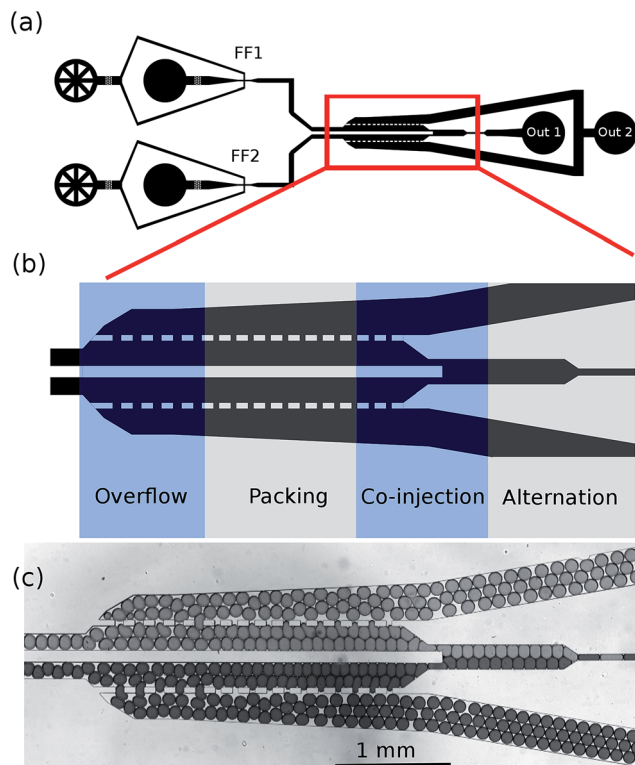 (a)
FF1
FF2
Out 1
Out 2
(b)
Overflow
Packing
Co-injection
Alternation
(c)
1 mm